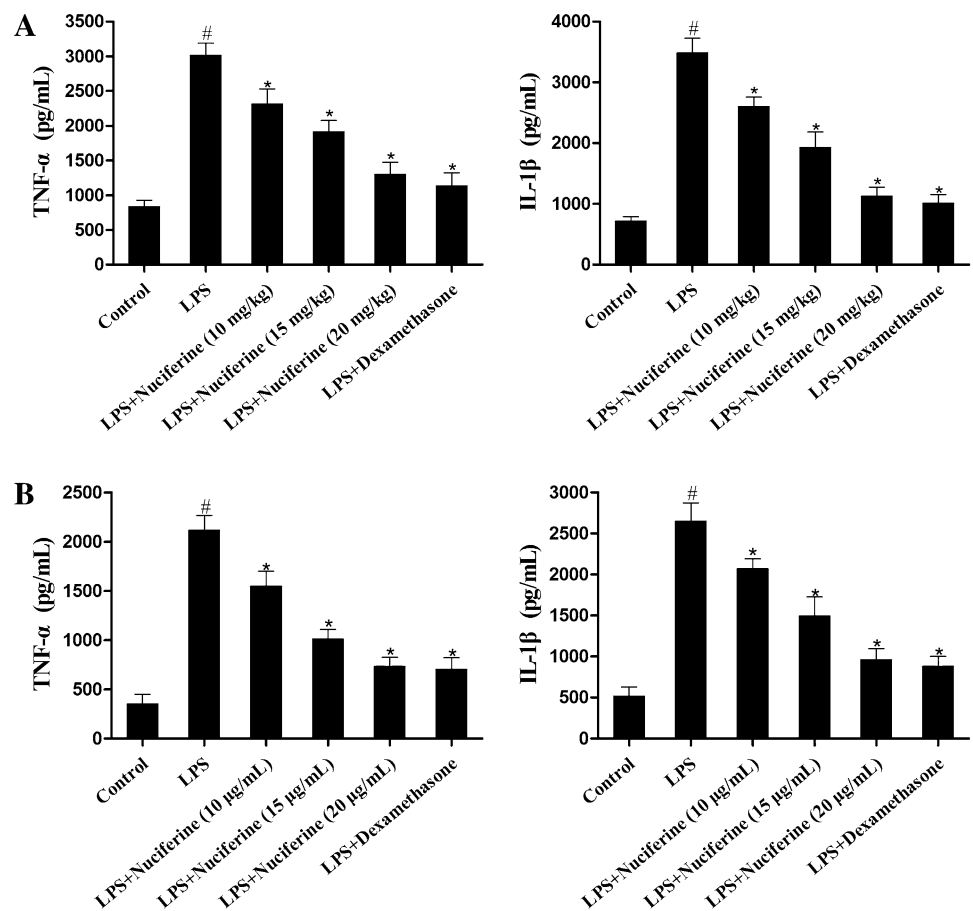 A
TNF-α (pg/mL)
3500
3000
2500
2000
1500
1000
500
0
#
*
*
*
*
Control
LPS
LPS+Nuciferine (10 mg/kg)
LPS+Nuciferine (15 mg/kg)
LPS+Nuciferine (20 mg/kg)
LPS+Dexamethasone
IL-1β (pg/mL)
4000
3000
2000
1000
0
#
*
*
*
*
Control
LPS
LPS+Nuciferine (10 mg/kg)
LPS+Nuciferine (15 mg/kg)
LPS+Nuciferine (20 mg/kg)
LPS+Dexamethasone
B
TNF-α (pg/mL)
2500
2000
1500
1000
500
0
#
*
*
*
*
Control
LPS
LPS+Nuciferine (10 μg/mL)
LPS+Nuciferine (15 μg/mL)
LPS+Nuciferine (20 μg/mL)
LPS+Dexamethasone
IL-1β (pg/mL)
3000
2500
2000
1500
1000
500
0
#
*
*
*
*
Control
LPS
LPS+Nuciferine (10 μg/mL)
LPS+Nuciferine (15 μg/mL)
LPS+Nuciferine (20 μg/mL)
LPS+Dexamethasone